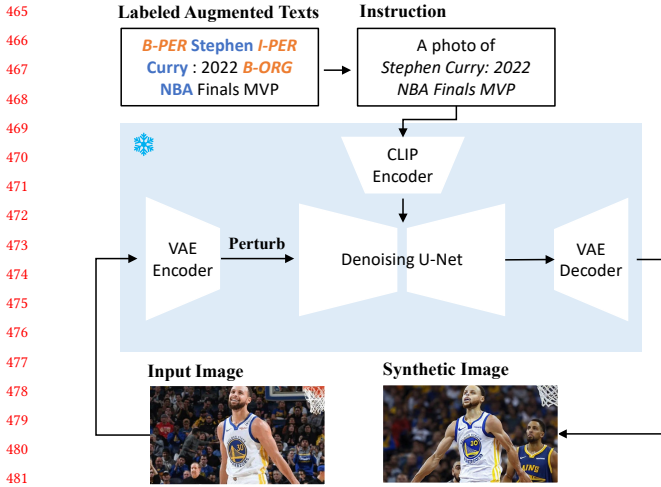 465
466
467
468
469
470
471
472
473
474
475
476
477
478
479
480
481
Labeled Augmented Texts
B-PER Stephen I-PER
Curry : 2022 B-ORG
NBA Finals MVP
Instruction
A photo of
Stephen Curry: 2022
NBA Finals MVP
CLIP
Encoder
VAE
Encoder
Perturb
Denoising U-Net
VAE
Decoder
Input Image
Synthetic Image
30